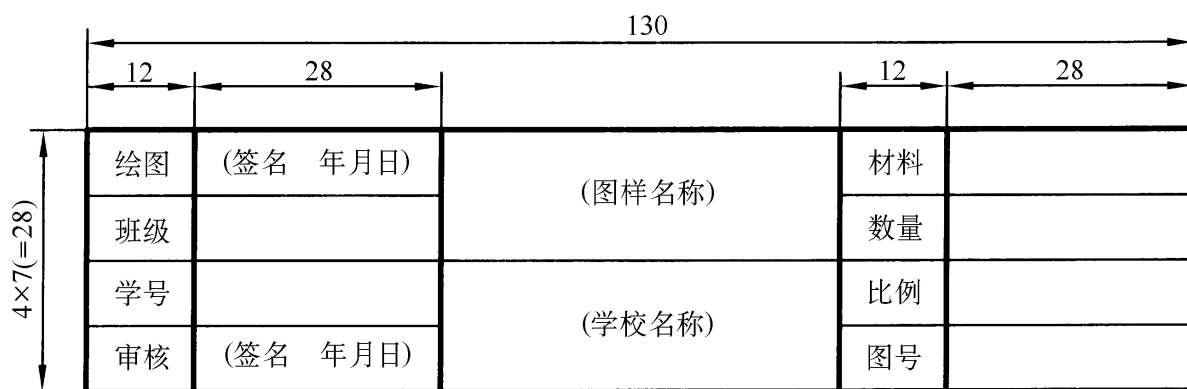 130
12 28 12 28
绘图 (签名 年月日) (图样名称) 材料
班级 数量
4×7(=28)
学号 (学校名称) 比例
审核 (签名 年月日) 图号